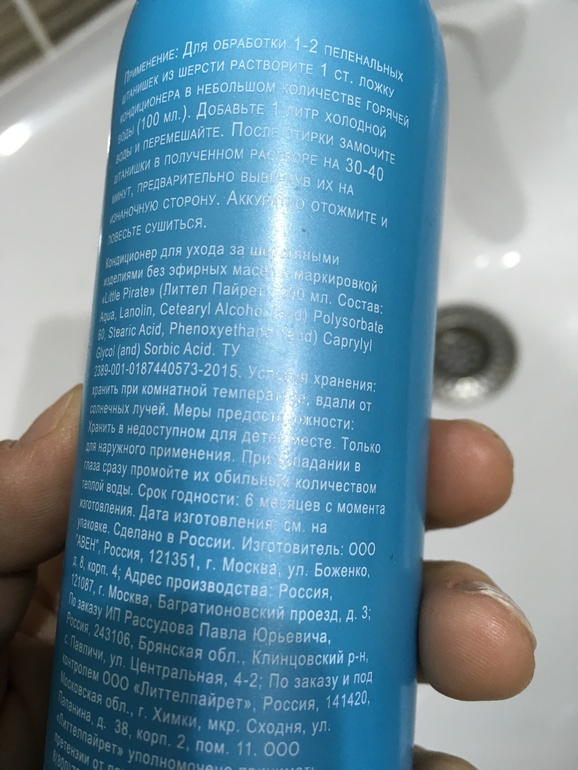 Применение: Для обработки 1-2 пеленальных
штанишек из шерсти растворите 1 ст. ложку
кондиционера в небольшом количестве горячей
воды (100 мл.). Добавьте 1 литр холодной
воды и перемешайте. После стирки замочите
штанишки в полученном растворе на 30-40
минут, предварительно вывернув их на
изнаночную сторону. Аккуратно отожмите и
повесьте сушиться.
Кондиционер для ухода за шерстяными
изделиями без эфирных масел с маркировкой
«Little Pirate» (Литтел Пайрет) мл. Состав:
Aqua, Lanolin, Cetearyl Alcohol (and) Polysorbate
60, Stearic Acid, Phenoxyethanol (and) Caprylyl
Glycol (and) Sorbic Acid. ТУ
2389-001-0187440573-2015. Условия хранения:
хранить при комнатной температуре, вдали от
солнечных лучей. Меры предосторожности:
Хранить в недоступном для детей месте. Только
для наружного применения. При попадании в
глаза сразу промойте их обильным количеством
теплой воды. Срок годности: 6 месяцев с момента
изготовления. Дата изготовления: см. на
упаковке. Сделано в России. Изготовитель: ООО
"АВЕН", Россия, 121351, г. Москва, ул. Боженко,
д. 8, корп. 4; Адрес производства: Россия,
121087, г. Москва, Багратионовский проезд, д. 3;
По заказу ИП Рассудова Павла Юрьевича,
Россия, 243106, Брянская обл., Клинцовский р-н,
с. Павличи, ул. Центральная, 4-2; По заказу и под
контролем ООО «Литтелпайрет», Россия, 141420,
Московская обл., г. Химки, мкр. Сходня, ул.
Папанина, д. 38, корп. 2, пом. 11. ООО
«Литтелпайрет» уполномочено принимать
претензии от